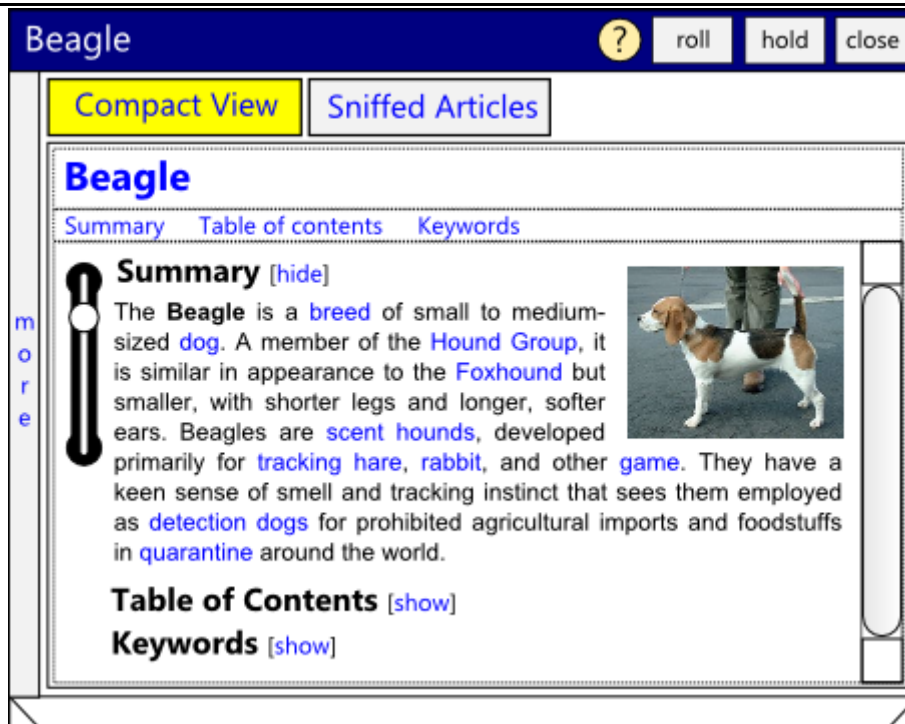 Beagle ? roll hold close
Compact View Sniffed Articles
Beagle
Summary Table of contents Keywords
more
Summary [hide]
The Beagle is a breed of small to medium-
sized dog. A member of the Hound Group, it
is similar in appearance to the Foxhound but
smaller, with shorter legs and longer, softer
ears. Beagles are scent hounds, developed
primarily for tracking hare, rabbit, and other game. They have a
keen sense of smell and tracking instinct that sees them employed
as detection dogs for prohibited agricultural imports and foodstuffs
in quarantine around the world.
Table of Contents [show]
Keywords [show]